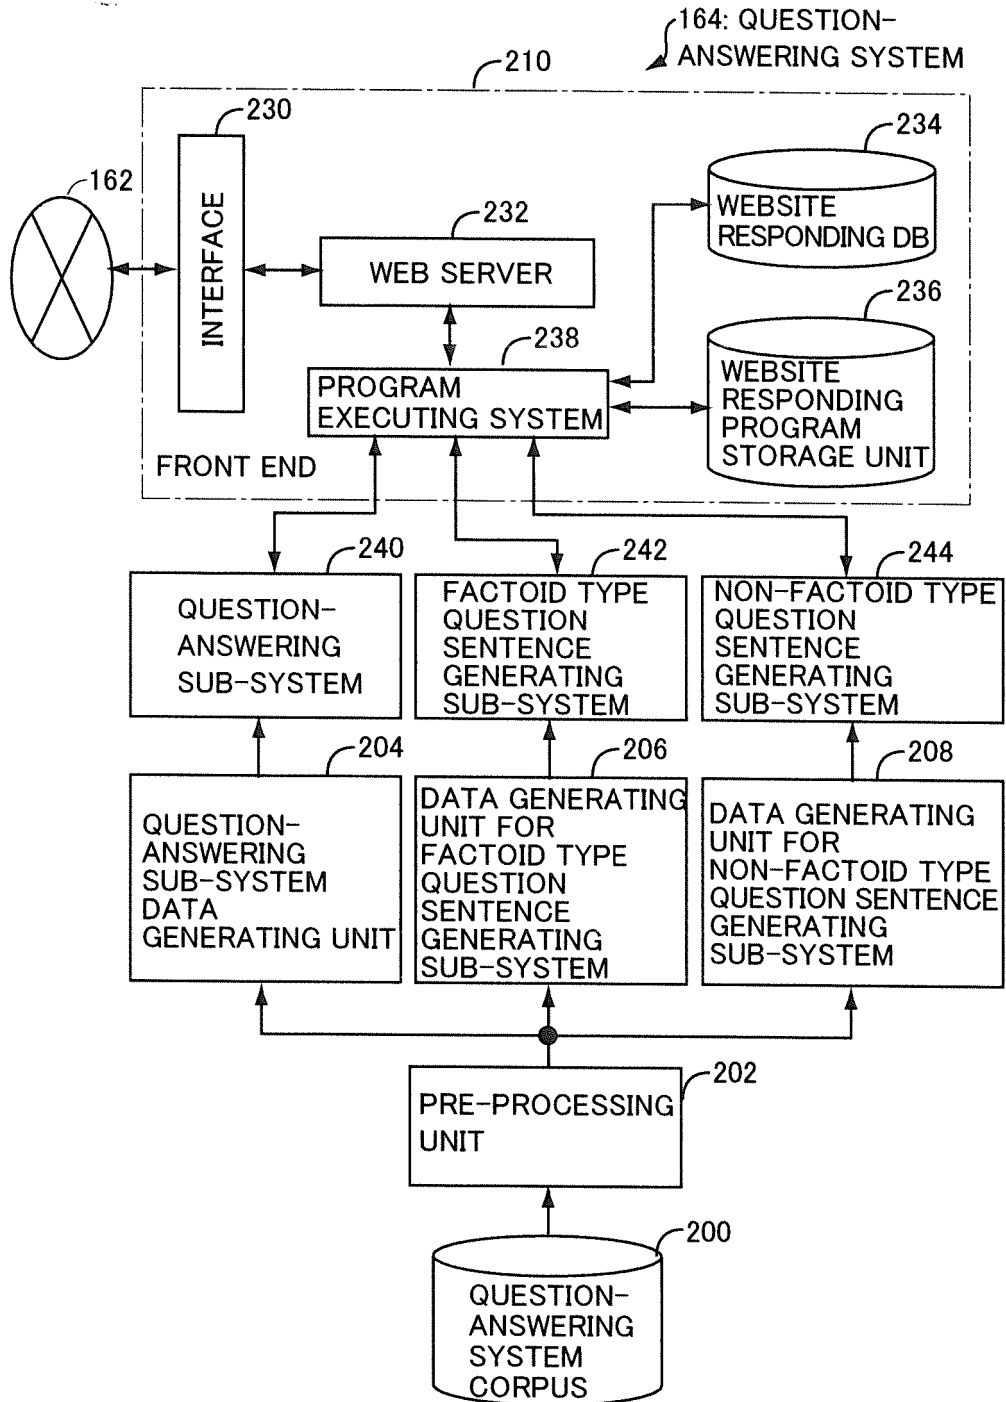 164: QUESTION-
ANSWERING SYSTEM
210
230
INTERFACE
162
232
WEB SERVER
234
WEBSITE
RESPONDING DB
236
WEBSITE
RESPONDING
PROGRAM
STORAGE UNIT
238
PROGRAM
EXECUTING SYSTEM
FRONT END
240
QUESTION-
ANSWERING
SUB-SYSTEM
242
FACTOID TYPE
QUESTION
SENTENCE
GENERATING
SUB-SYSTEM
244
NON-FACTOID TYPE
QUESTION
SENTENCE
GENERATING
SUB-SYSTEM
204
QUESTION-
ANSWERING
SUB-SYSTEM
DATA
GENERATING UNIT
206
DATA GENERATING
UNIT FOR
FACTOID TYPE
QUESTION
SENTENCE
GENERATING
SUB-SYSTEM
208
DATA GENERATING
UNIT FOR
NON-FACTOID TYPE
QUESTION SENTENCE
GENERATING
SUB-SYSTEM
202
PRE-PROCESSING
UNIT
200
QUESTION-
ANSWERING
SYSTEM
CORPUS